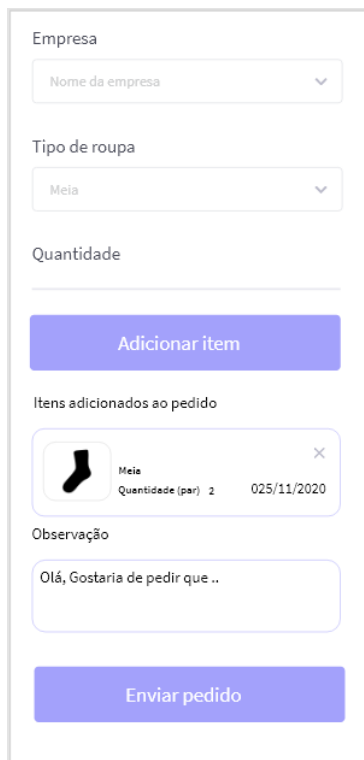 Empresa
Nome da empresa
Tipo de roupa
Meia
Quantidade
Adicionar item
Itens adicionados ao pedido
Meia
Quantidade (par) 2 025/11/2020
Observação
Olá, Gostaria de pedir que ..
Enviar pedido